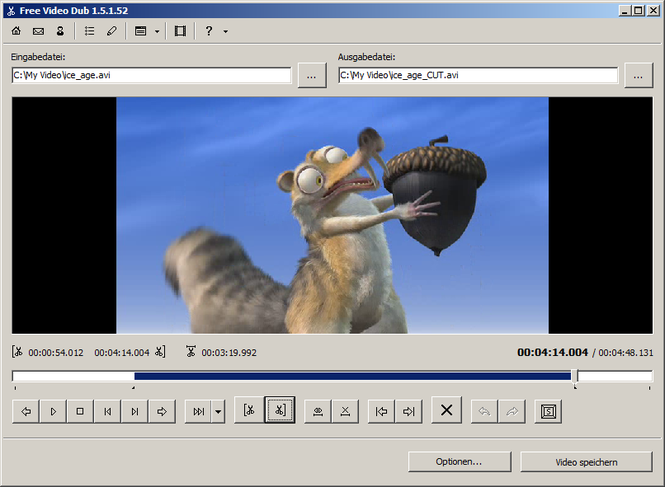 Free Video Dub 1.5.1.52
?
Eingabedatei: Ausgabedatei:
C:\My Video\ice_age.avi ... C:\My Video\ice_age_CUT.avi ...
00:00:54.012 00:04:14.004 00:03:19.992 00:04:14.004 / 00:04:48.131
Optionen... Video speichern